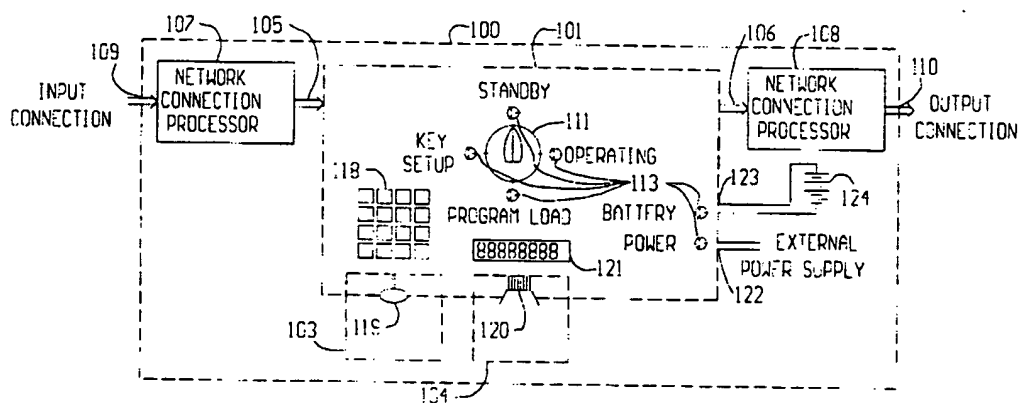 107
105
100
101
106
108
109
110
NETWORK
CONNECTION
PROCESSOR
INPUT
CONNECTION
STANDBY
111
KEY
SETUP
OPERATING
NETWORK
CONNECTION
PROCESSOR
OUTPUT
CONNECTION
118
113
123
124
PROGRAM LOAD
BATTERY
POWER
EXTERNAL
POWER SUPPLY
88888888
121
122
103
119
120
104